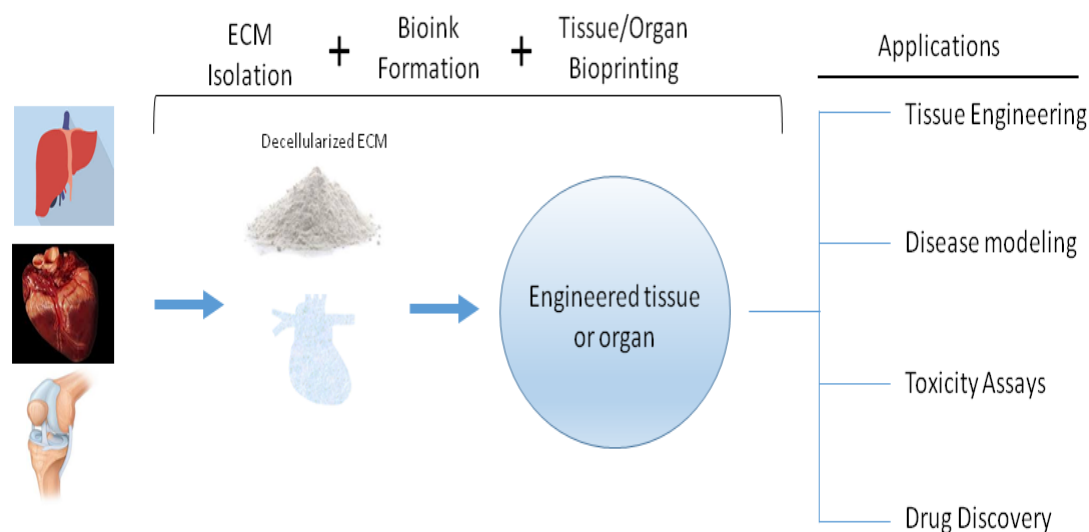 ECM
Isolation
+
Bioink
Formation
+
Tissue/Organ
Bioprinting
Applications
Decellularized ECM
Engineered tissue
or organ
Tissue Engineering
Disease modeling
Toxicity Assays
Drug Discovery